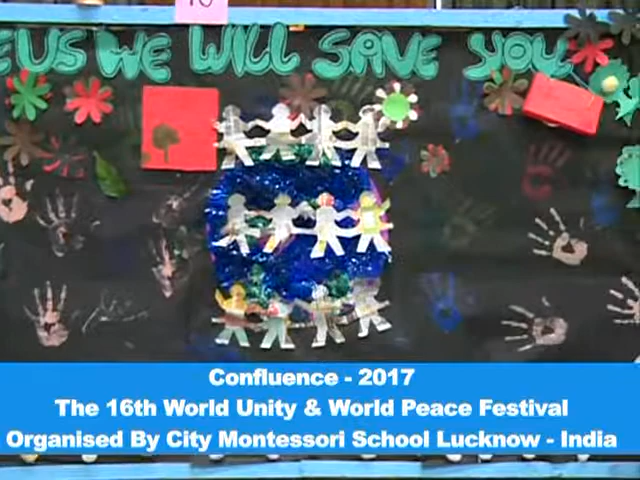 EUS WE WILL SAVE YOU
Confluence - 2017
The 16th World Unity & World Peace Festival
Organised By City Montessori School Lucknow - India